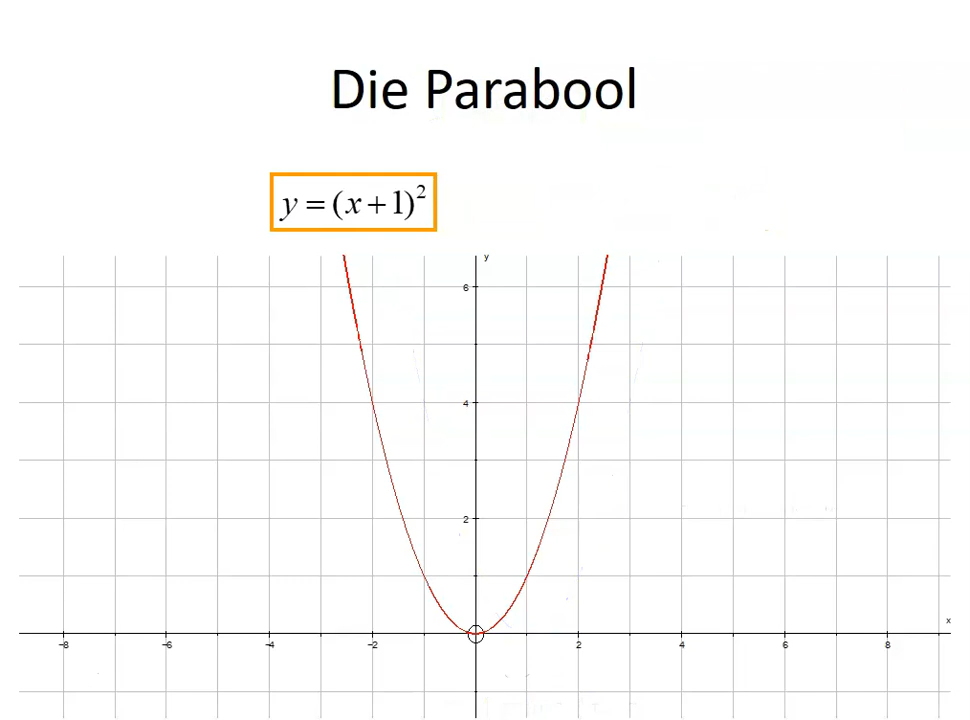 Die Parabool
y = (x + 1)²
y
6
4
2
x
-8 -6 -4 -2 2 4 6 8